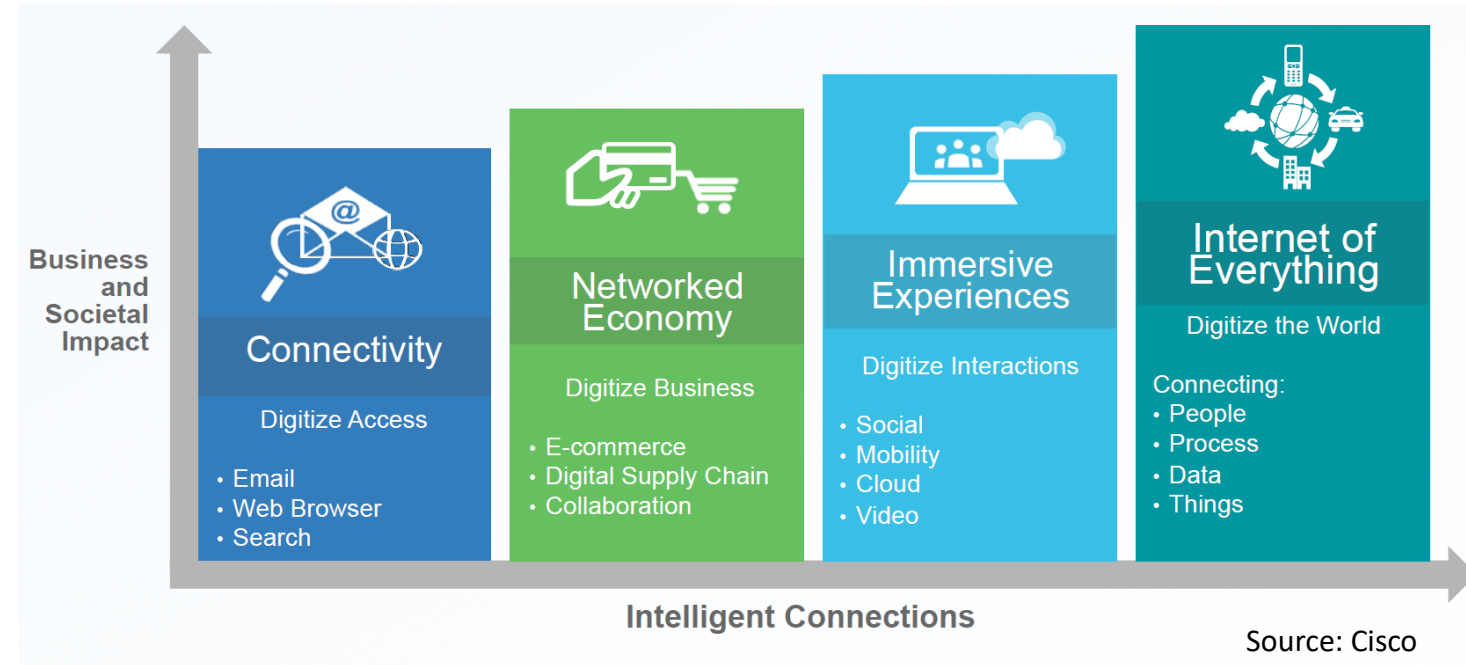 Business
and
Societal
Impact
@
Connectivity
Digitize Access
• Email
• Web Browser
• Search
Networked
Economy
Digitize Business
• E-commerce
• Digital Supply Chain
• Collaboration
Immersive
Experiences
Digitize Interactions
• Social
• Mobility
• Cloud
• Video
Internet of
Everything
Digitize the World
Connecting:
• People
• Process
• Data
• Things
Intelligent Connections
Source: Cisco